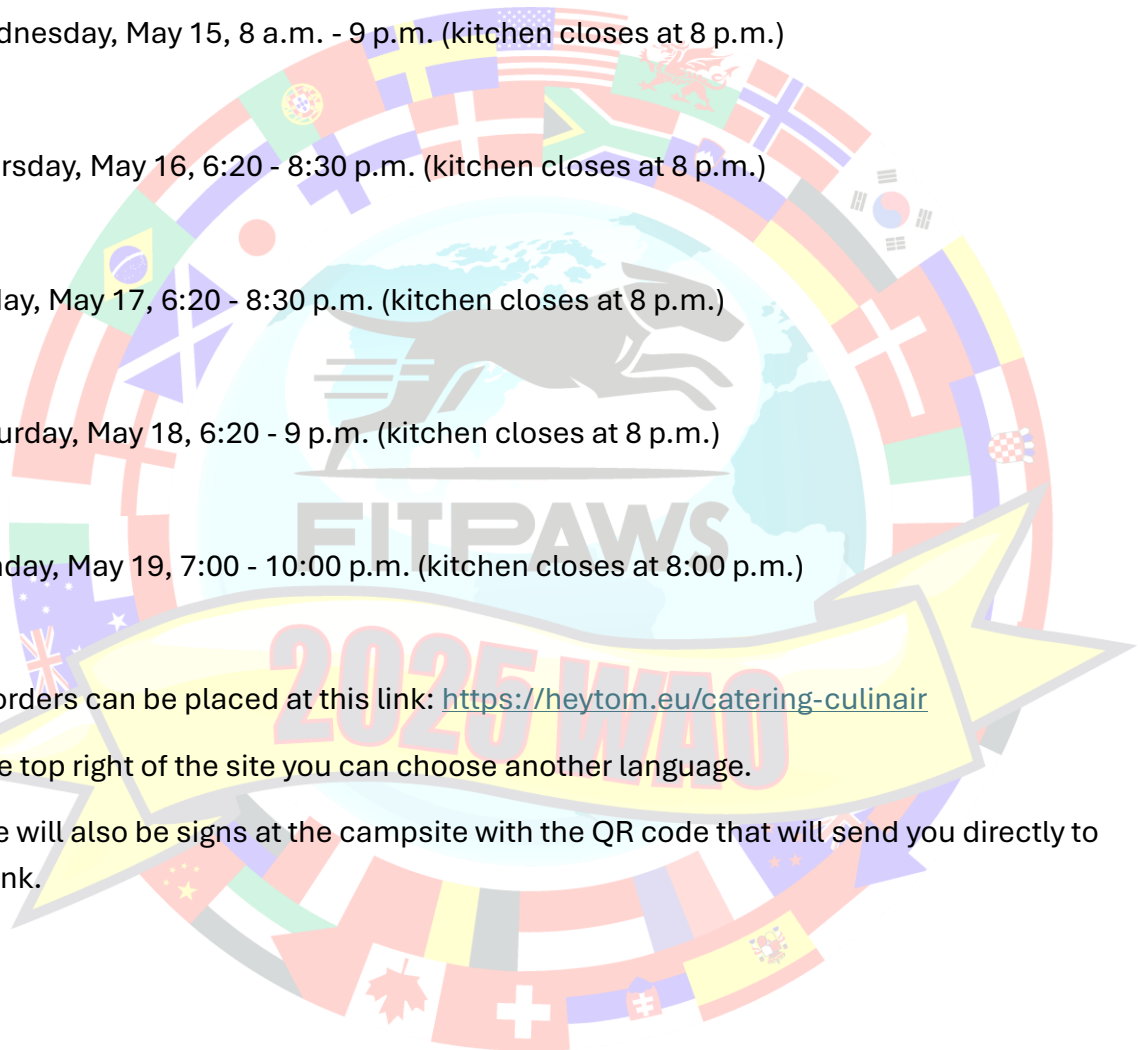 dnesday, May 15, 8 a.m. - 9 p.m. (kitchen closes at 8 p.m.)
rsday, May 16, 6:20 - 8:30 p.m. (kitchen closes at 8 p.m.)
ay, May 17, 6:20 - 8:30 p.m. (kitchen closes at 8 p.m.)
urday, May 18, 6:20 - 9 p.m. (kitchen closes at 8 p.m.)
FITPAWS
day, May 19, 7:00 - 10:00 p.m. (kitchen closes at 8:00 p.m.)
2025 WAO
orders can be placed at this link: https://heytom.eu/catering-culinair
e top right of the site you can choose another language.
e will also be signs at the campsite with the QR code that will send you directly to
nk.